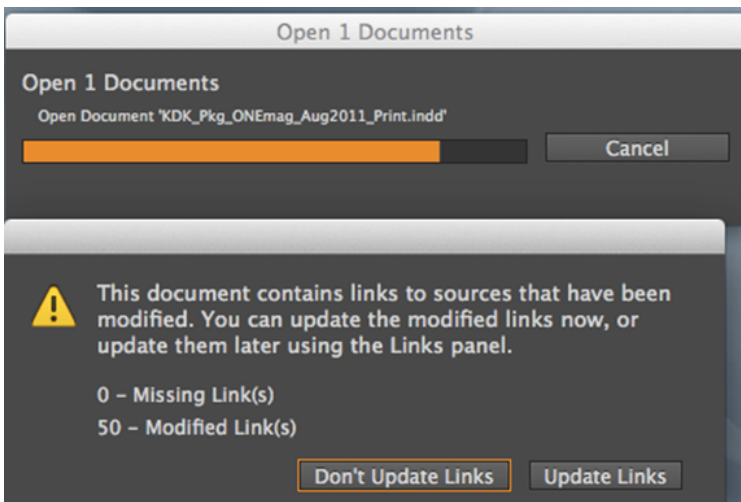 Open 1 Documents
Open 1 Documents
Open Document 'KDK_Pkg_ONEmag_Aug2011_Print.indd'
Cancel
This document contains links to sources that have been
modified. You can update the modified links now, or
update them later using the Links panel.
0 – Missing Link(s)
50 – Modified Link(s)
Don't Update Links
Update Links